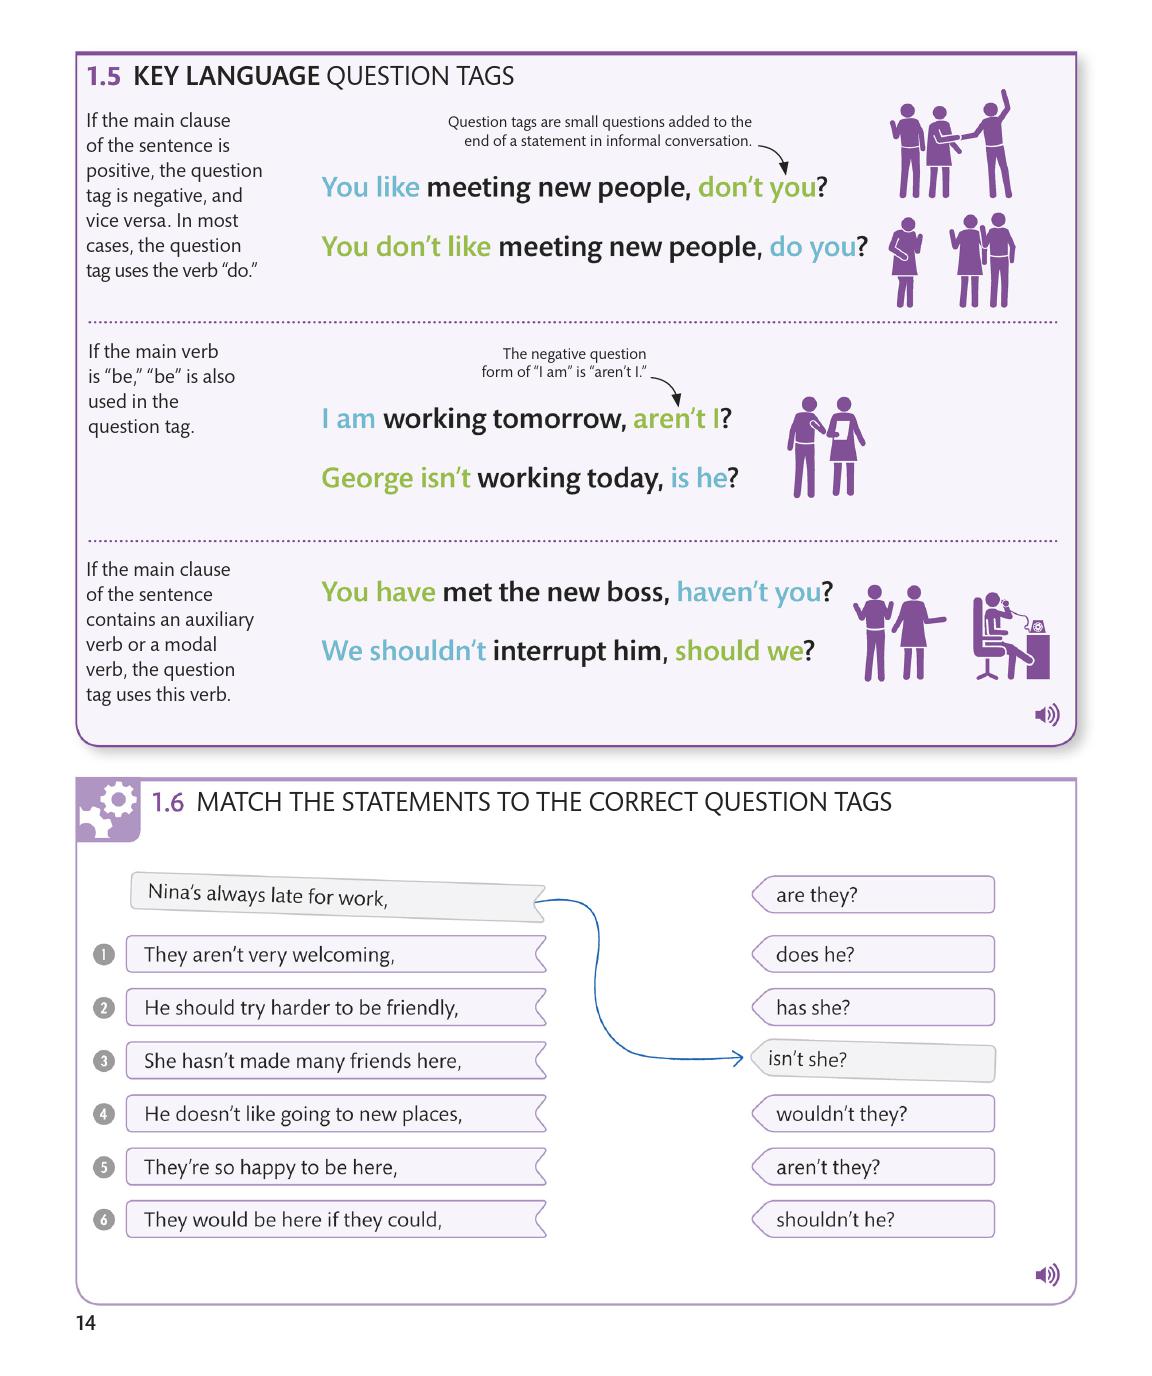 1.5 KEY LANGUAGE QUESTION TAGS
If the main clause
of the sentence is
positive, the question
tag is negative, and
vice versa. In most
cases, the question
tag uses the verb “do.”
Question tags are small questions added to the
end of a statement in informal conversation.
You like meeting new people, don’t you?
You don’t like meeting new people, do you?
If the main verb
is “be,” “be” is also
used in the
question tag.
The negative question
form of “I am” is “aren’t I.”
I am working tomorrow, aren’t I?
George isn’t working today, is he?
If the main clause
of the sentence
contains an auxiliary
verb or a modal
verb, the question
tag uses this verb.
You have met the new boss, haven’t you?
We shouldn’t interrupt him, should we?
1.6 MATCH THE STATEMENTS TO THE CORRECT QUESTION TAGS
Nina’s always late for work,
are they?
1 They aren’t very welcoming,
does he?
2 He should try harder to be friendly,
has she?
3 She hasn’t made many friends here,
isn’t she?
4 He doesn’t like going to new places,
wouldn’t they?
5 They’re so happy to be here,
aren’t they?
6 They would be here if they could,
shouldn’t he?
14